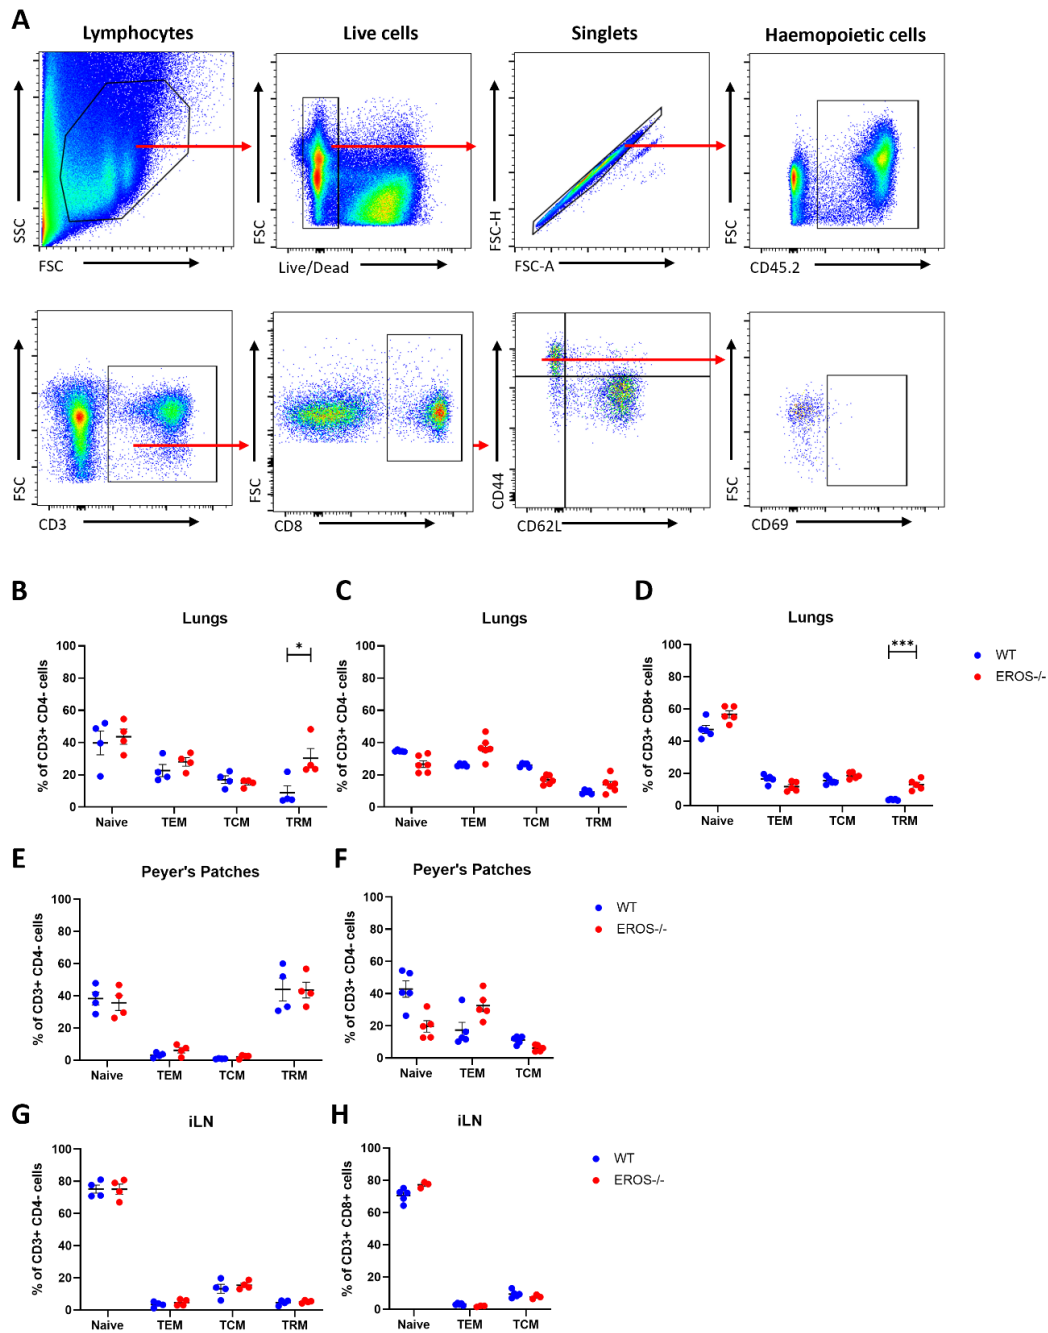 A
Lymphocytes
Live cells
Singlets
Haemopoietic cells
SSC
FSC
FSC
Live/Dead
FSC-H
FSC-A
FSC
CD45.2
FSC
CD3
FSC
CD8
CD44
CD62L
FSC
CD69
B
Lungs
% of CD3+ CD4- cells
100
80
60
40
20
0
*
Naive TEM TCM TRM
C
Lungs
% of CD3+ CD4- cells
100
80
60
40
20
0
Naive TEM TCM TRM
D
Lungs
% of CD3+ CD8+ cells
100
80
60
40
20
0
***
Naive TEM TCM TRM
WT
EROS-/-
E
Peyer's Patches
% of CD3+ CD4- cells
100
80
60
40
20
0
Naive TEM TCM TRM
F
Peyer's Patches
% of CD3+ CD4- cells
100
80
60
40
20
0
Naive TEM TCM
WT
EROS-/-
G
iLN
% of CD3+ CD4- cells
100
80
60
40
20
0
Naive TEM TCM TRM
H
iLN
% of CD3+ CD8+ cells
100
80
60
40
20
0
Naive TEM TCM
WT
EROS-/-